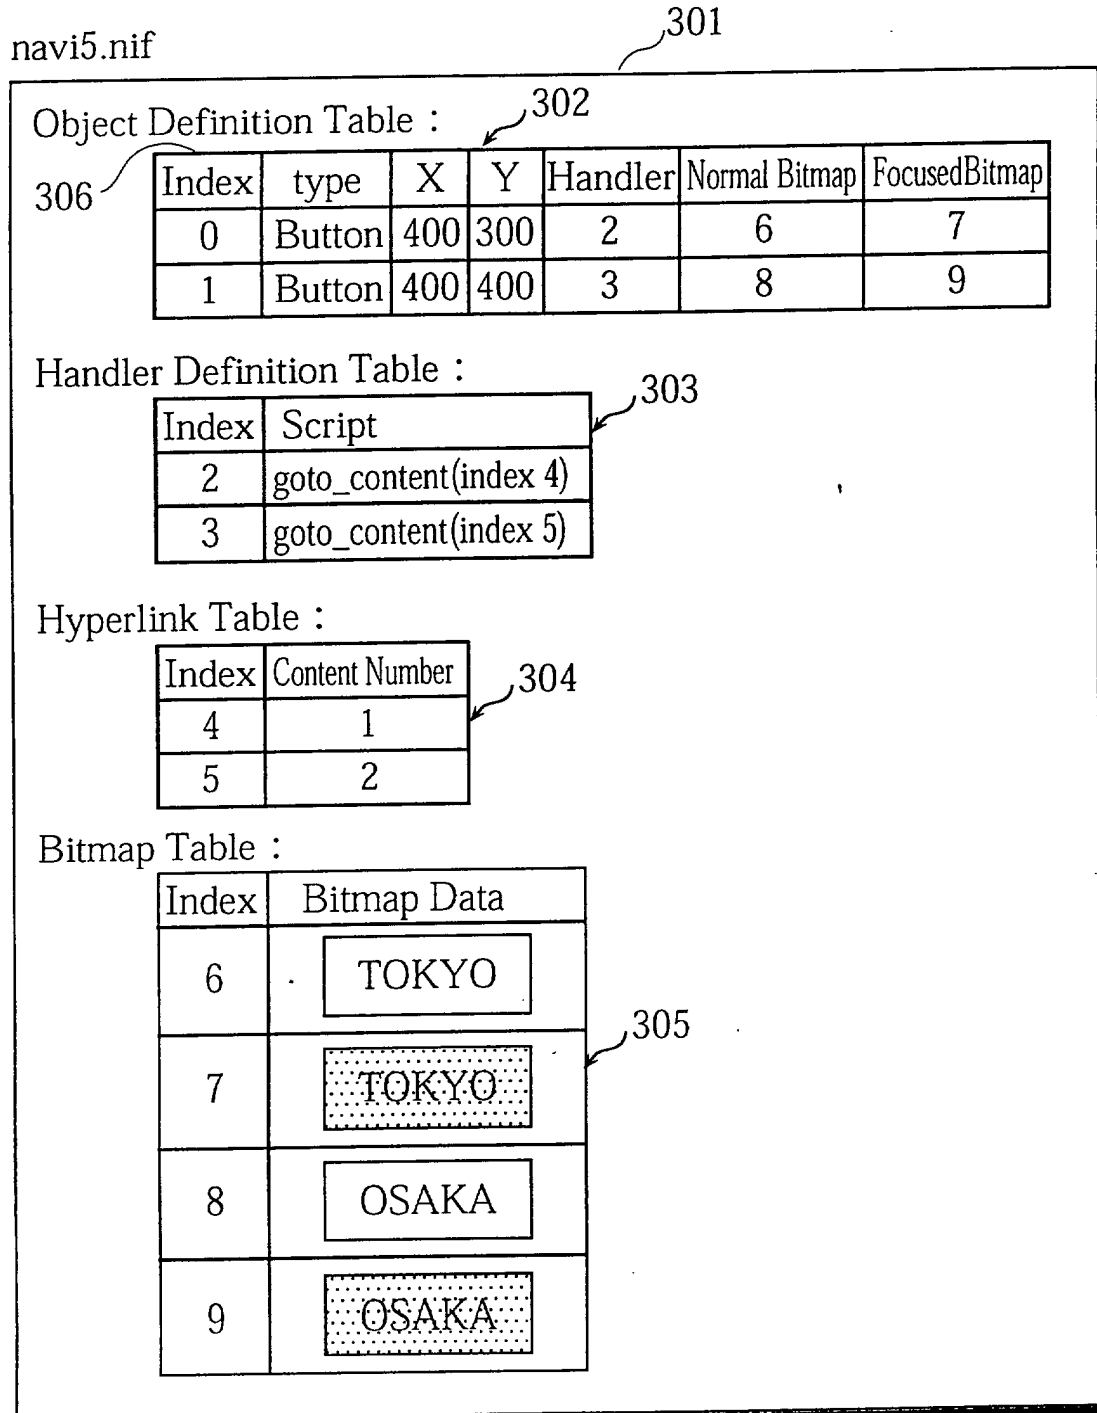 navi5.nif
301
Object Definition Table :
302
306
Index type X Y Handler Normal Bitmap FocusedBitmap
0 Button 400 300 2 6 7
1 Button 400 400 3 8 9
Handler Definition Table :
303
Index Script
2 goto_content(index 4)
3 goto_content(index 5)
Hyperlink Table :
304
Index Content Number
4 1
5 2
Bitmap Table :
Index Bitmap Data
6 TOKYO
305
7 TOKYO
8 OSAKA
9 OSAKA